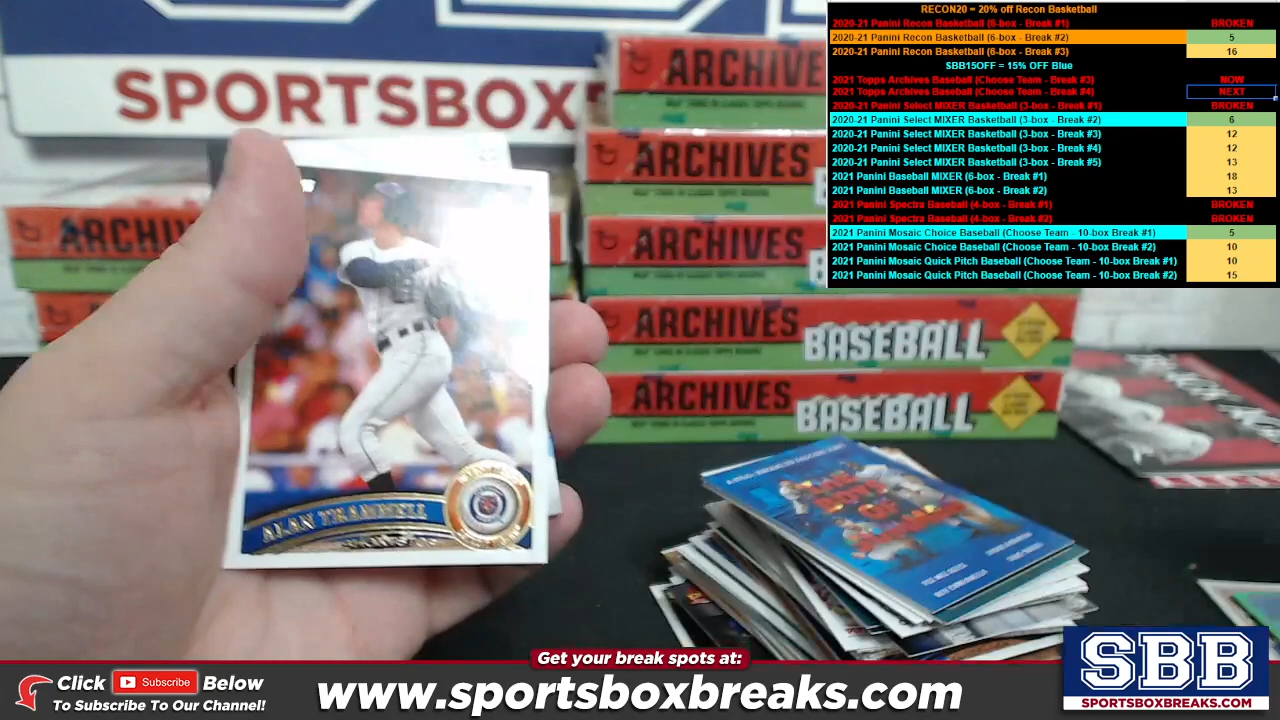 RECON20 = 20% off Recon Basketball
2020-21 Panini Recon Basketball (6-box - Break #1) BROKEN
2020-21 Panini Recon Basketball (6-box - Break #2) 5
2020-21 Panini Recon Basketball (6-box - Break #3) 16
SBB15OFF = 15% OFF Blue
2021 Topps Archives Baseball (Choose Team - Break #3) NOW
2021 Topps Archives Baseball (Choose Team - Break #4) NEXT
2020-21 Panini Select MIXER Basketball (3-box - Break #1) BROKEN
2020-21 Panini Select MIXER Basketball (3-box - Break #2) 6
2020-21 Panini Select MIXER Basketball (3-box - Break #3) 12
2020-21 Panini Select MIXER Basketball (3-box - Break #4) 12
2020-21 Panini Select MIXER Basketball (3-box - Break #5) 13
2021 Panini Baseball MIXER (6-box - Break #1) 18
2021 Panini Baseball MIXER (6-box - Break #2) 13
2021 Panini Spectra Baseball (4-box - Break #1) BROKEN
2021 Panini Spectra Baseball (4-box - Break #2) BROKEN
2021 Panini Mosaic Choice Baseball (Choose Team - 10-box Break #1) 5
2021 Panini Mosaic Choice Baseball (Choose Team - 10-box Break #2) 10
2021 Panini Mosaic Quick Pitch Baseball (Choose Team - 10-box Break #1) 10
2021 Panini Mosaic Quick Pitch Baseball (Choose Team - 10-box Break #2) 15
SPORTSBOX
ARCHIVE
ARCHIVES
ARCHIVES
ARCHIVES BASEBALL
ARCHIVES BASEBALL
ALAN TRAMMELL
Get your break spots at:
Click Subscribe Below
To Subscribe To Our Channel!
www.sportsboxbreaks.com
SBB
SPORTSBOXBREAKS.COM